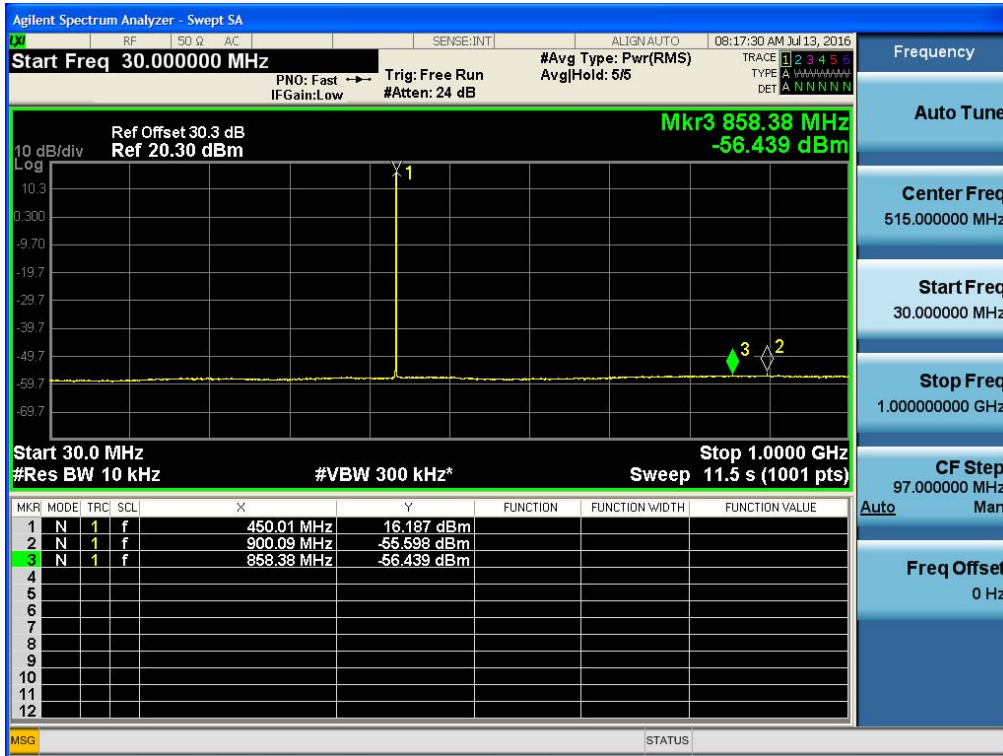 Agilent Spectrum Analyzer - Swept SA
LXI RF 50 Ω AC SENSE:INT ALIGN AUTO 08:17:30 AM Jul 13, 2016
Start Freq 30.000000 MHz
PNO: Fast
IFGain:Low
Trig: Free Run
#Atten: 24 dB
#Avg Type: Pwr(RMS)
Avg|Hold: 5/5
TRACE 1 2 3 4 5 6
TYPE A WWWWW
DET A N N N N N
Ref Offset 30.3 dB
10 dB/div Ref 20.30 dBm
Log
Mkr3 858.38 MHz
-56.439 dBm
10.3
0.300
-9.70
-19.7
-29.7
-39.7
-49.7
-59.7
-69.7
1
3
2
Start 30.0 MHz Stop 1.0000 GHz
#Res BW 10 kHz #VBW 300 kHz* Sweep 11.5 s (1001 pts)
MKR MODE TRC SCL X Y FUNCTION FUNCTION WIDTH FUNCTION VALUE
1 N 1 f 450.01 MHz 16.187 dBm
2 N 1 f 900.09 MHz -55.598 dBm
3 N 1 f 858.38 MHz -56.439 dBm
4
5
6
7
8
9
10
11
12
MSG STATUS
Frequency
Auto Tune
Center Freq
515.000000 MHz
Start Freq
30.000000 MHz
Stop Freq
1.000000000 GHz
CF Step
97.000000 MHz
Auto Man
Freq Offset
0 Hz